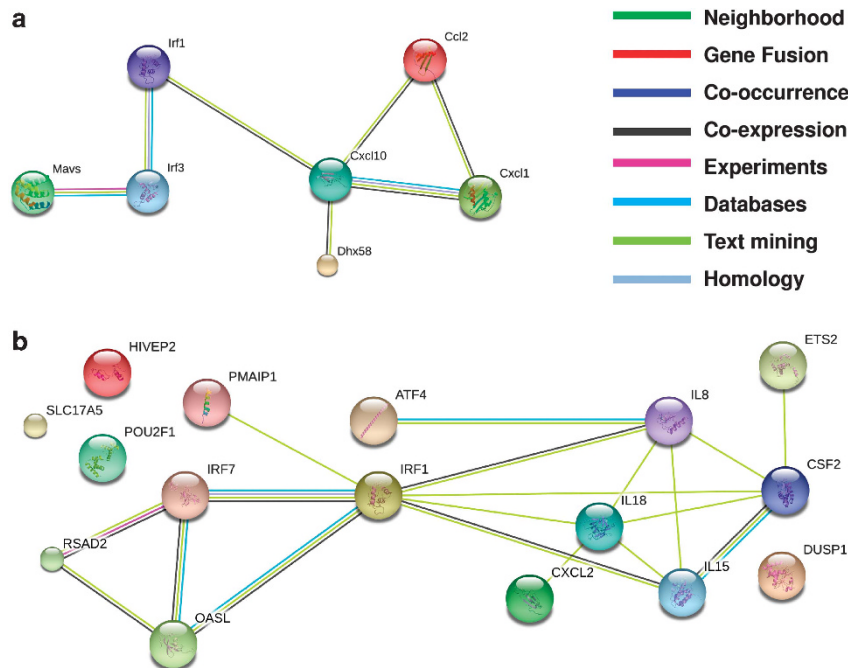 a
Irf1
Ccl2
Mavs
Irf3
Cxcl10
Cxcl1
Dhx58
Neighborhood
Gene Fusion
Co-occurrence
Co-expression
Experiments
Databases
Text mining
Homology
b
HIVEP2
SLC17A5
POU2F1
PMAIP1
ATF4
IL8
ETS2
IRF7
IRF1
CSF2
IL18
RSAD2
CXCL2
IL15
DUSP1
OASL